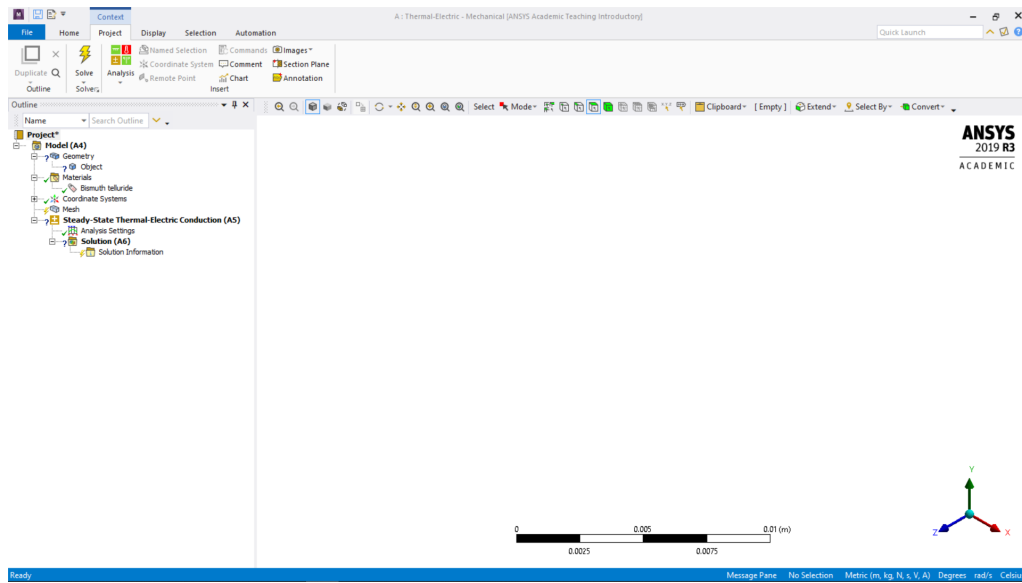 M
Context
A : Thermal-Electric - Mechanical [ANSYS Academic Teaching Introductory]
File Home Project Display Selection Automation
Quick Launch
Duplicate Q
Outline
Solve
Solver
Analysis
Named Selection
Coordinate System
Remote Point
Commands
Comment
Chart
Images
Section Plane
Annotation
Insert
Outline
Name
Search Outline
Select Mode Clipboard [ Empty ] Extend Select By Convert
Project*
Model (A4)
Geometry
Object
Materials
Bismuth telluride
Coordinate Systems
Mesh
Steady-State Thermal-Electric Conduction (A5)
Analysis Settings
Solution (A6)
Solution Information
ANSYS
2019 R3
ACADEMIC
0 0.005 0.01 (m)
0.0025 0.0075
Y
Z X
Ready
Message Pane No Selection Metric (m, kg, N, s, V, A) Degrees rad/s Celsiu